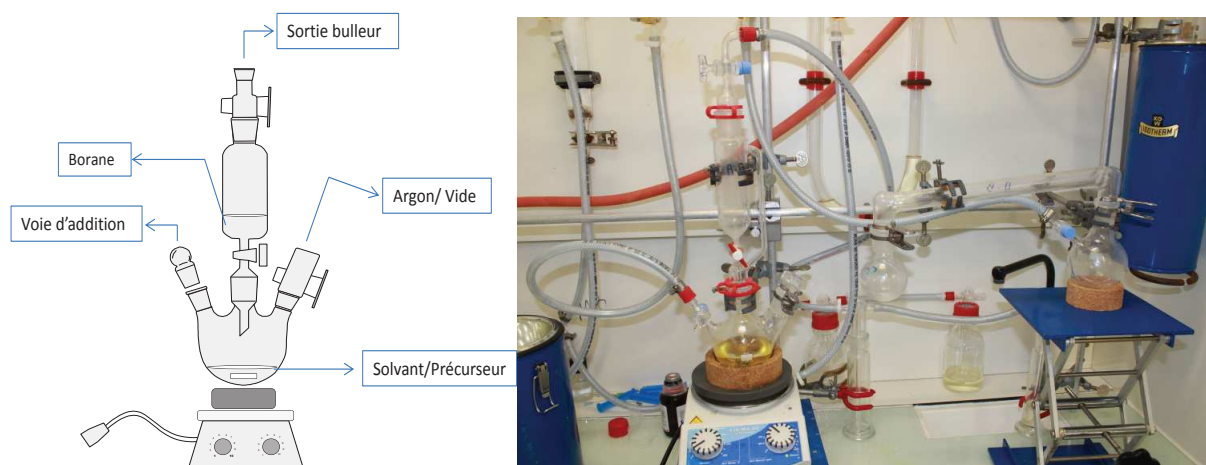 Sortie bulleur
Borane
Argon/ Vide
Voie d'addition
Solvant/Précurseur
KGW
ISOTHERM